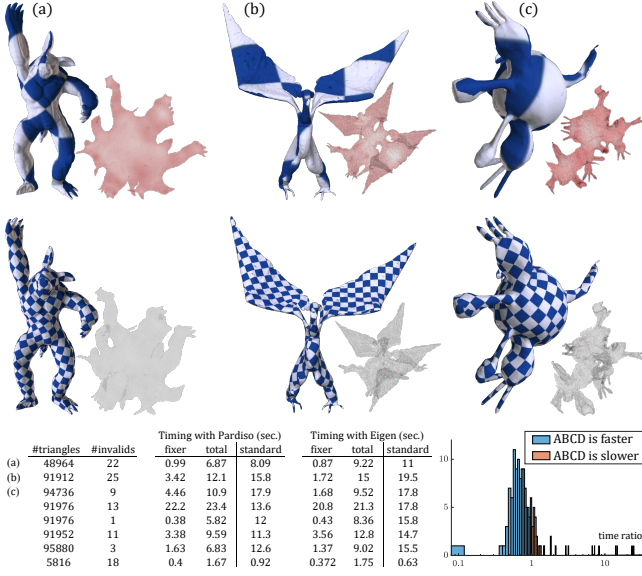 (a) (b) (c)
Timing with Pardiso (sec.) Timing with Eigen (sec.)
#triangles #invalids fixer total standard fixer total standard
(a) 48964 22 0.99 6.87 8.09 0.87 9.22 11
(b) 91912 25 3.42 12.1 15.8 1.72 15 19.5
(c) 94736 9 4.46 10.9 17.9 1.68 9.52 17.8
91976 13 22.2 23.4 13.6 20.8 21.3 17.8
91976 1 0.38 5.82 12 0.43 8.36 15.8
91952 11 3.38 9.59 11.3 3.56 12.8 14.7
95880 3 1.63 6.83 12.6 1.37 9.02 15.5
5816 18 0.4 1.67 0.92 0.372 1.75 0.63
ABCD is faster
ABCD is slower
10
5
0
time ratio
0.1 1 10